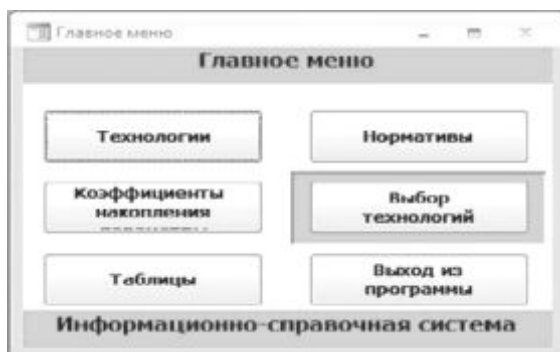 Главное меню
Главное меню
Технологии
Нормативы
Коэффициенты
накопления
Выбор
технологий
Таблицы
Выход из
программы
Информационно-справочная система